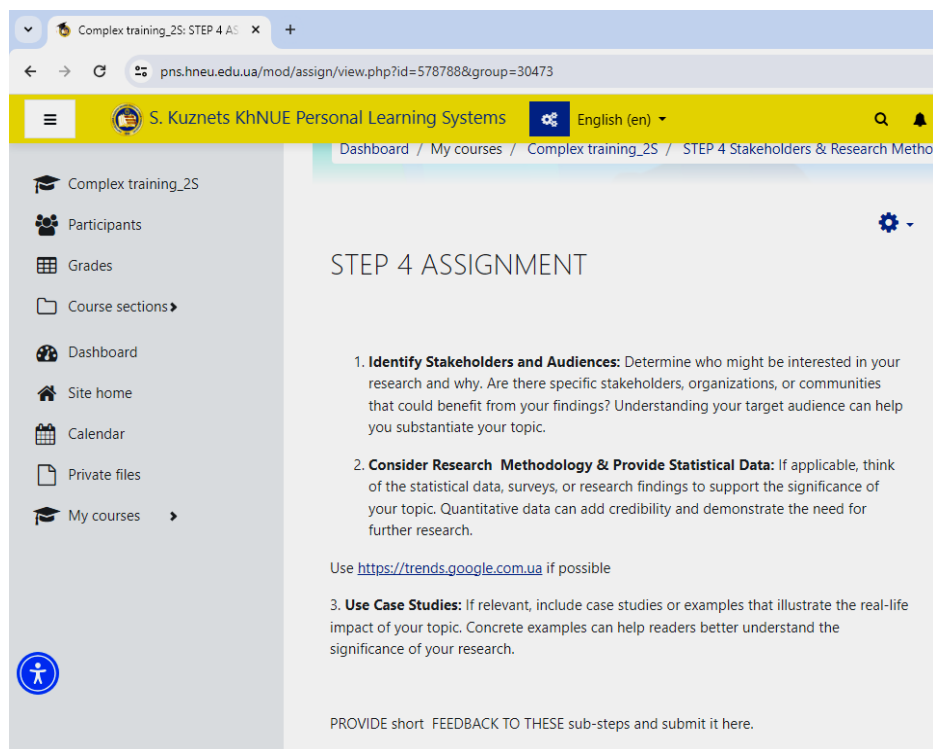 Complex training_2S: STEP 4 AS
pns.hneu.edu.ua/mod/assign/view.php?id=578788&group=30473
S. Kuznets KhNUE Personal Learning Systems English (en)
Dashboard / My courses / Complex training_2S / STEP 4 Stakeholders & Research Metho
Complex training_2S
Participants
Grades
Course sections
Dashboard
Site home
Calendar
Private files
My courses
STEP 4 ASSIGNMENT
1. Identify Stakeholders and Audiences: Determine who might be interested in your
research and why. Are there specific stakeholders, organizations, or communities
that could benefit from your findings? Understanding your target audience can help
you substantiate your topic.
2. Consider Research Methodology & Provide Statistical Data: If applicable, think
of the statistical data, surveys, or research findings to support the significance of
your topic. Quantitative data can add credibility and demonstrate the need for
further research.
Use https://trends.google.com.ua if possible
3. Use Case Studies: If relevant, include case studies or examples that illustrate the real-life
impact of your topic. Concrete examples can help readers better understand the
significance of your research.
PROVIDE short FEEDBACK TO THESE sub-steps and submit it here.